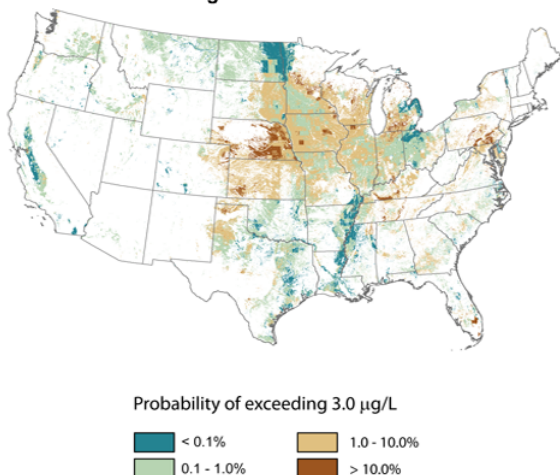 Probability of exceeding 3.0 µg/L
< 0.1%
1.0 - 10.0%
0.1 - 1.0%
> 10.0%